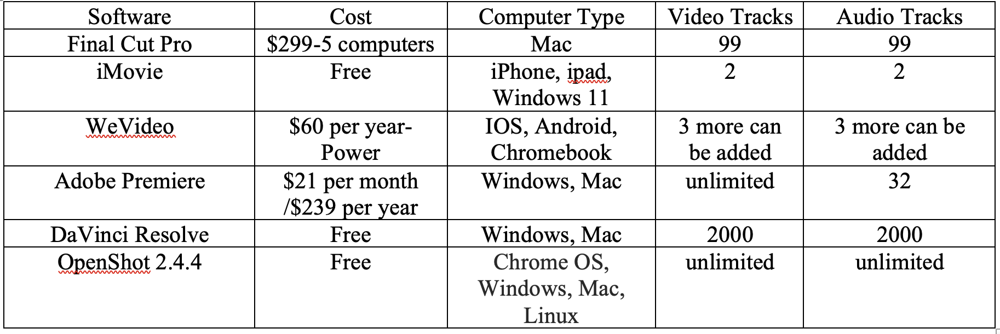 Software Cost Computer Type Video Tracks Audio Tracks
Final Cut Pro $299-5 computers Mac 99 99
iMovie Free iPhone, ipad, 2 2
Windows 11
WeVideo $60 per year- IOS, Android, 3 more can 3 more can be
Power Chromebook be added added
Adobe Premiere $21 per month Windows, Mac unlimited 32
/$239 per year
DaVinci Resolve Free Windows, Mac 2000 2000
OpenShot 2.4.4 Free Chrome OS, unlimited unlimited
Windows, Mac,
Linux